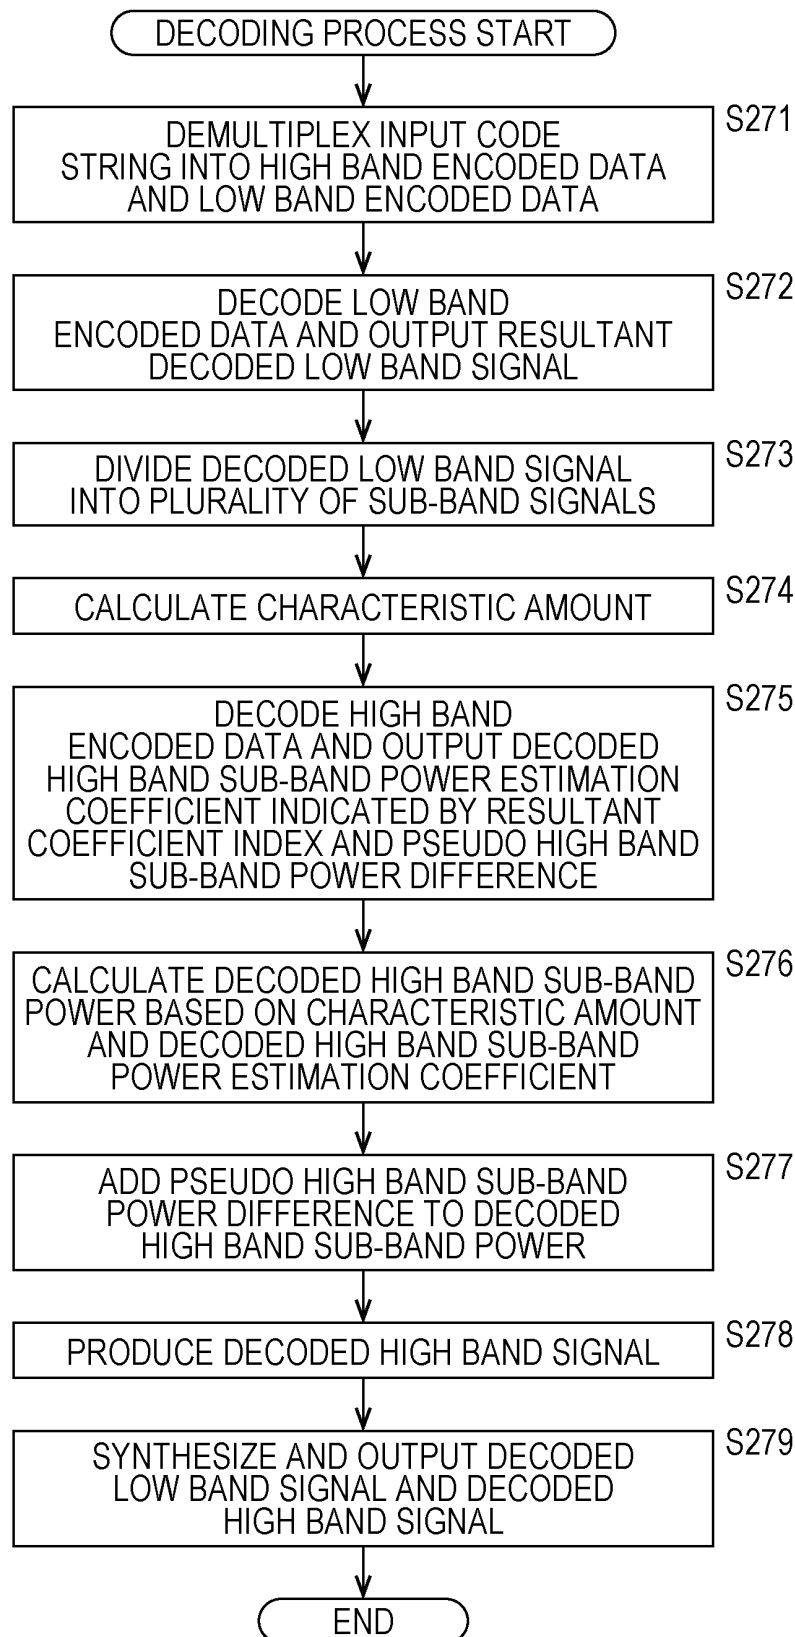 DECODING PROCESS START
S271
DEMULTIPLEX INPUT CODE
STRING INTO HIGH BAND ENCODED DATA
AND LOW BAND ENCODED DATA
S272
DECODE LOW BAND
ENCODED DATA AND OUTPUT RESULTANT
DECODED LOW BAND SIGNAL
S273
DIVIDE DECODED LOW BAND SIGNAL
INTO PLURALITY OF SUB-BAND SIGNALS
S274
CALCULATE CHARACTERISTIC AMOUNT
S275
DECODE HIGH BAND
ENCODED DATA AND OUTPUT DECODED
HIGH BAND SUB-BAND POWER ESTIMATION
COEFFICIENT INDICATED BY RESULTANT
COEFFICIENT INDEX AND PSEUDO HIGH BAND
SUB-BAND POWER DIFFERENCE
S276
CALCULATE DECODED HIGH BAND SUB-BAND
POWER BASED ON CHARACTERISTIC AMOUNT
AND DECODED HIGH BAND SUB-BAND
POWER ESTIMATION COEFFICIENT
S277
ADD PSEUDO HIGH BAND SUB-BAND
POWER DIFFERENCE TO DECODED
HIGH BAND SUB-BAND POWER
S278
PRODUCE DECODED HIGH BAND SIGNAL
S279
SYNTHESIZE AND OUTPUT DECODED
LOW BAND SIGNAL AND DECODED
HIGH BAND SIGNAL
END